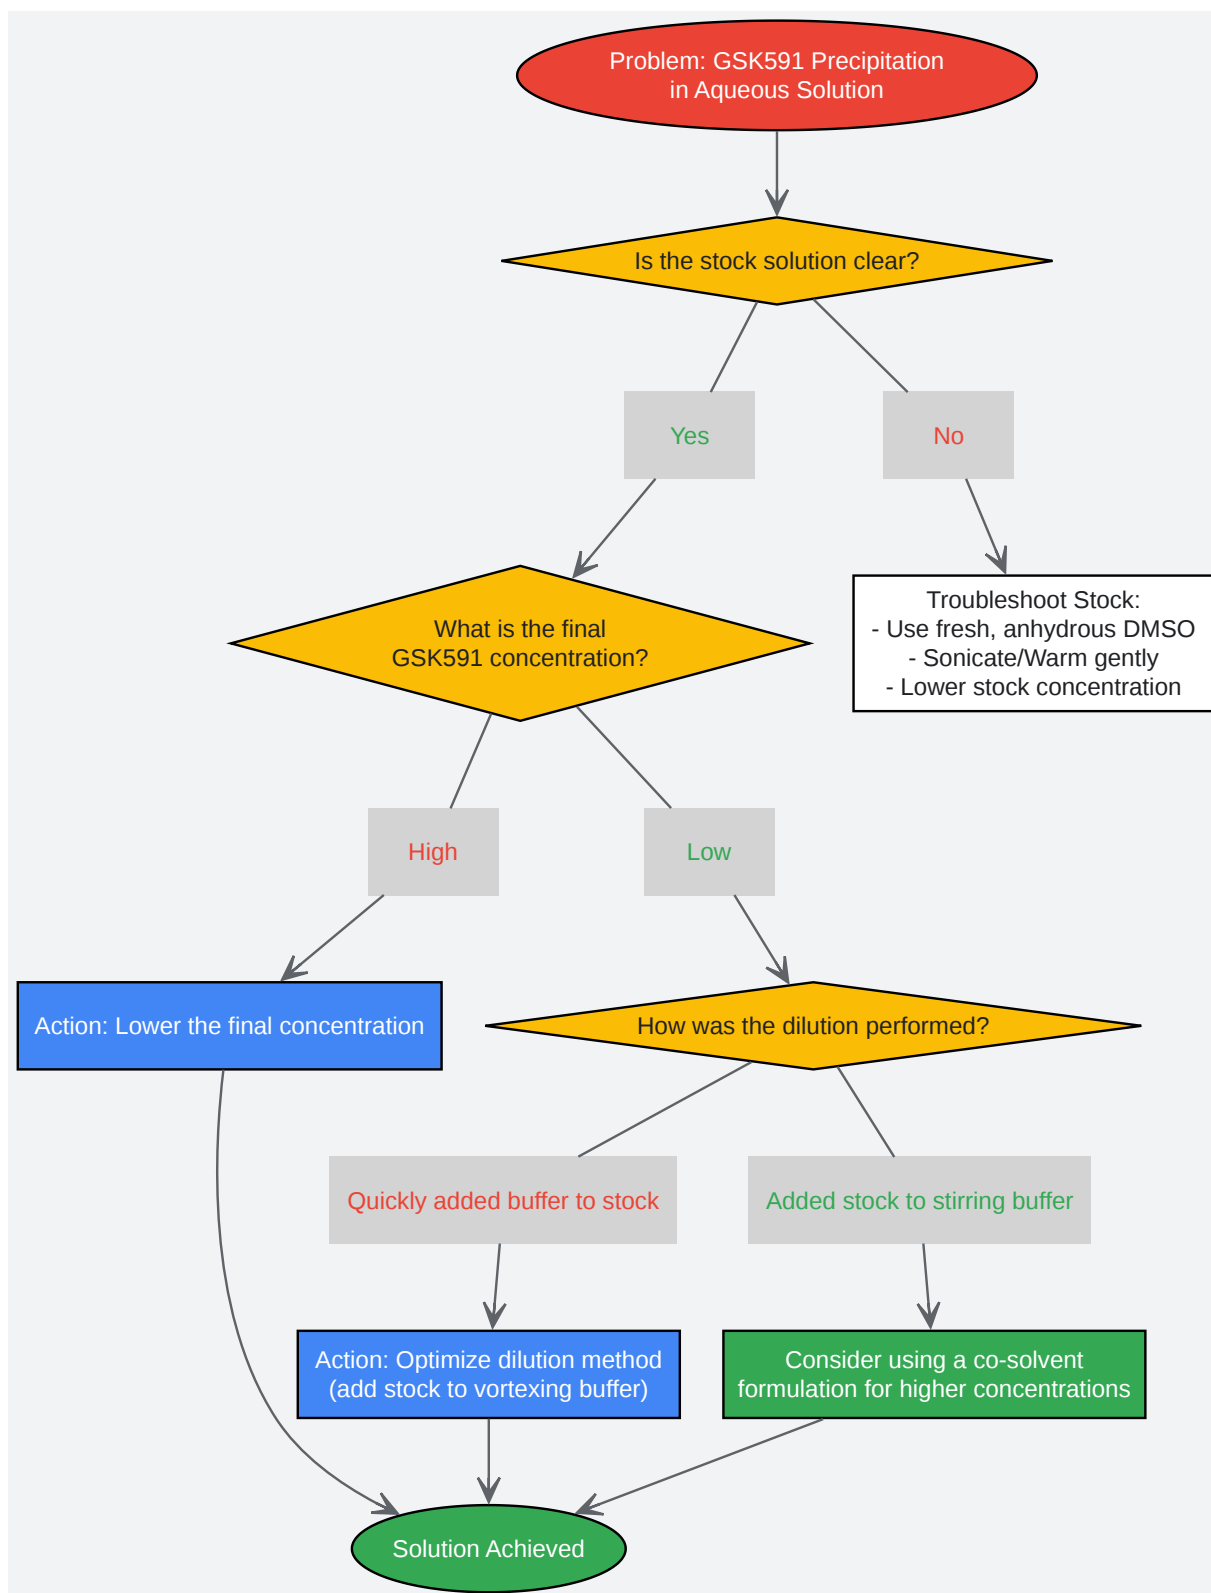 Problem: GSK591 Precipitation
in Aqueous Solution
Is the stock solution clear?
Yes
No
What is the final
GSK591 concentration?
Troubleshoot Stock:
- Use fresh, anhydrous DMSO
- Sonicate/Warm gently
- Lower stock concentration
High
Low
Action: Lower the final concentration
How was the dilution performed?
Quickly added buffer to stock
Added stock to stirring buffer
Action: Optimize dilution method
(add stock to vortexing buffer)
Consider using a co-solvent
formulation for higher concentrations
Solution Achieved